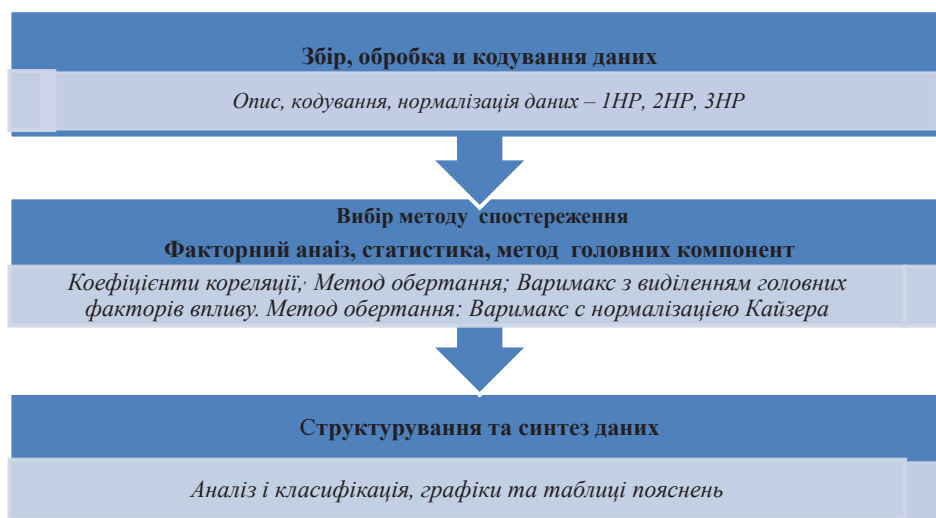 Збір, обробка и кодування даних
Опис, кодування, нормалізація даних – 1НР, 2НР, 3НР
Вибір методу спостереження
Факторний анаіз, статистика, метод головних компонент
Коефіцієнти кореляції, Метод обертання; Варимакс з виділенням головних
факторів впливу. Метод обертання: Варимакс с нормалізацією Кайзера
Структурування та синтез даних
Аналіз і класифікація, графіки та таблиці пояснень